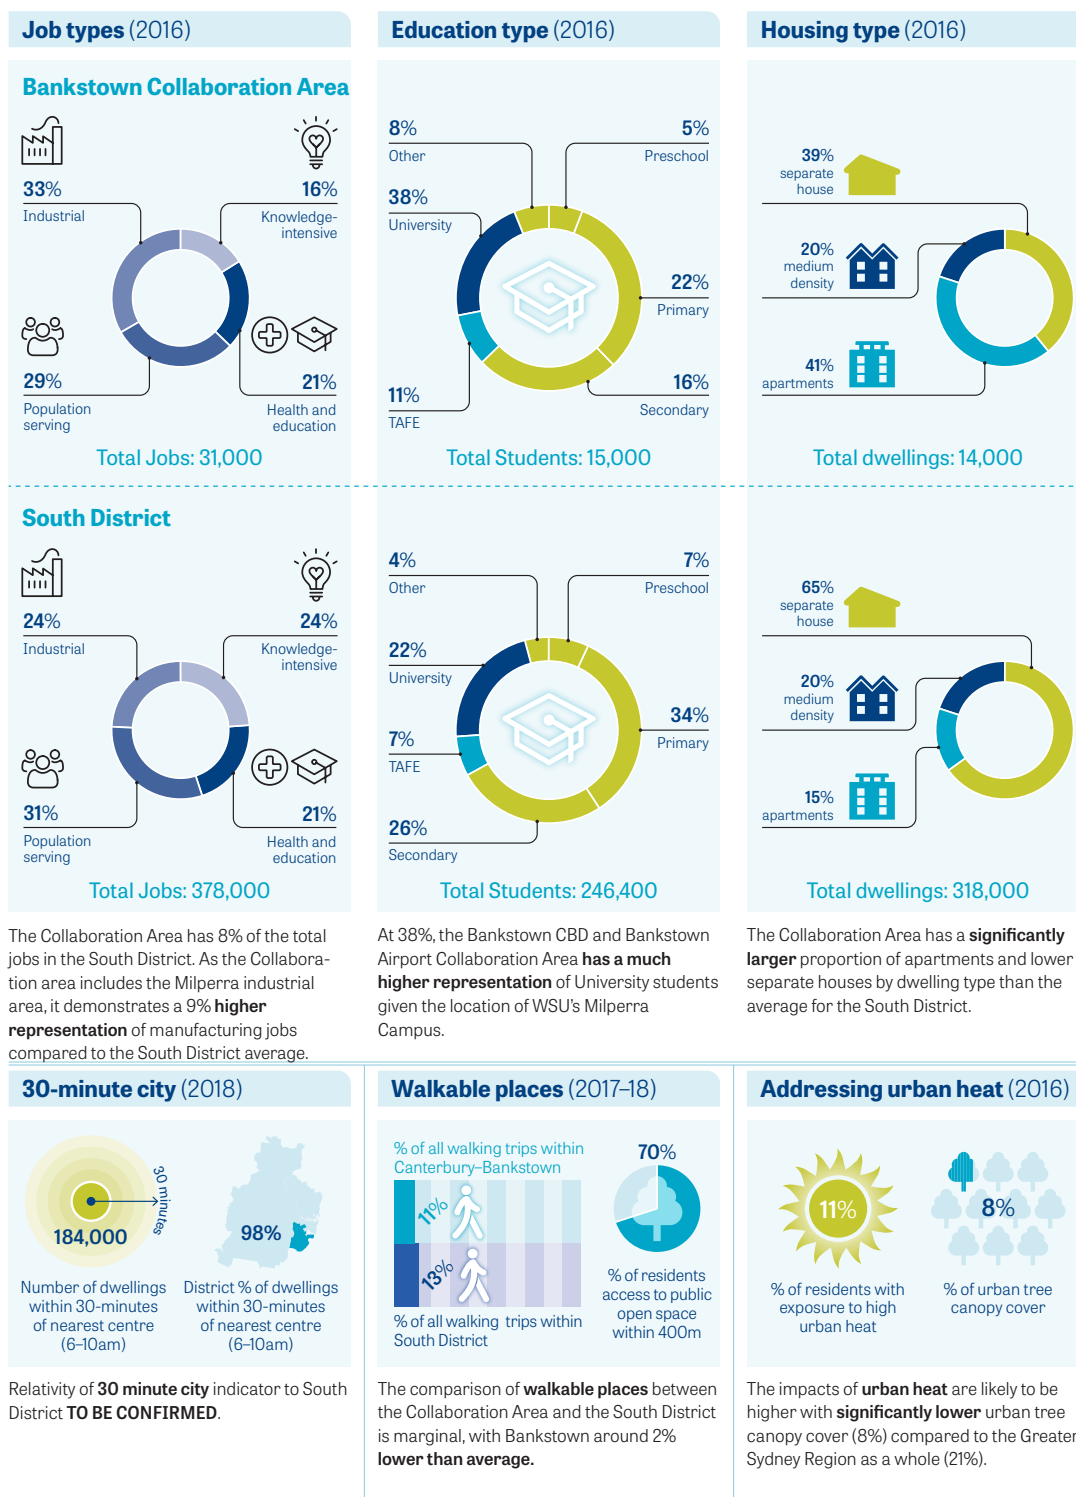 Job types (2016)
Bankstown Collaboration Area
33%
Industrial
16%
Knowledge-
intensive
29%
Population
serving
21%
Health and
education
Total Jobs: 31,000
South District
24%
Industrial
24%
Knowledge-
intensive
31%
Population
serving
21%
Health and
education
Total Jobs: 378,000
The Collaboration Area has 8% of the total
jobs in the South District. As the Collabora-
tion area includes the Milperra industrial
area, it demonstrates a 9% higher
representation of manufacturing jobs
compared to the South District average.
Education type (2016)
8%
Other
5%
Preschool
38%
University
22%
Primary
11%
TAFE
16%
Secondary
Total Students: 15,000
4%
Other
7%
Preschool
22%
University
34%
Primary
7%
TAFE
26%
Secondary
Total Students: 246,400
At 38%, the Bankstown CBD and Bankstown
Airport Collaboration Area has a much
higher representation of University students
given the location of WSU's Milperra
Campus.
Housing type (2016)
39%
separate
house
20%
medium
density
41%
apartments
Total dwellings: 14,000
65%
separate
house
20%
medium
density
15%
apartments
Total dwellings: 318,000
The Collaboration Area has a significantly
larger proportion of apartments and lower
separate houses by dwelling type than the
average for the South District.
30-minute city (2018)
30 minutes
184,000
Number of dwellings
within 30-minutes
of nearest centre
(6–10am)
98%
District % of dwellings
within 30-minutes
of nearest centre
(6–10am)
Relativity of 30 minute city indicator to South
District TO BE CONFIRMED.
Walkable places (2017–18)
% of all walking trips within
Canterbury–Bankstown
11%
13%
% of all walking trips within
South District
70%
% of residents
access to public
open space
within 400m
The comparison of walkable places between
the Collaboration Area and the South District
is marginal, with Bankstown around 2%
lower than average.
Addressing urban heat (2016)
11%
% of residents with
exposure to high
urban heat
8%
% of urban tree
canopy cover
The impacts of urban heat are likely to be
higher with significantly lower urban tree
canopy cover (8%) compared to the Greater
Sydney Region as a whole (21%).